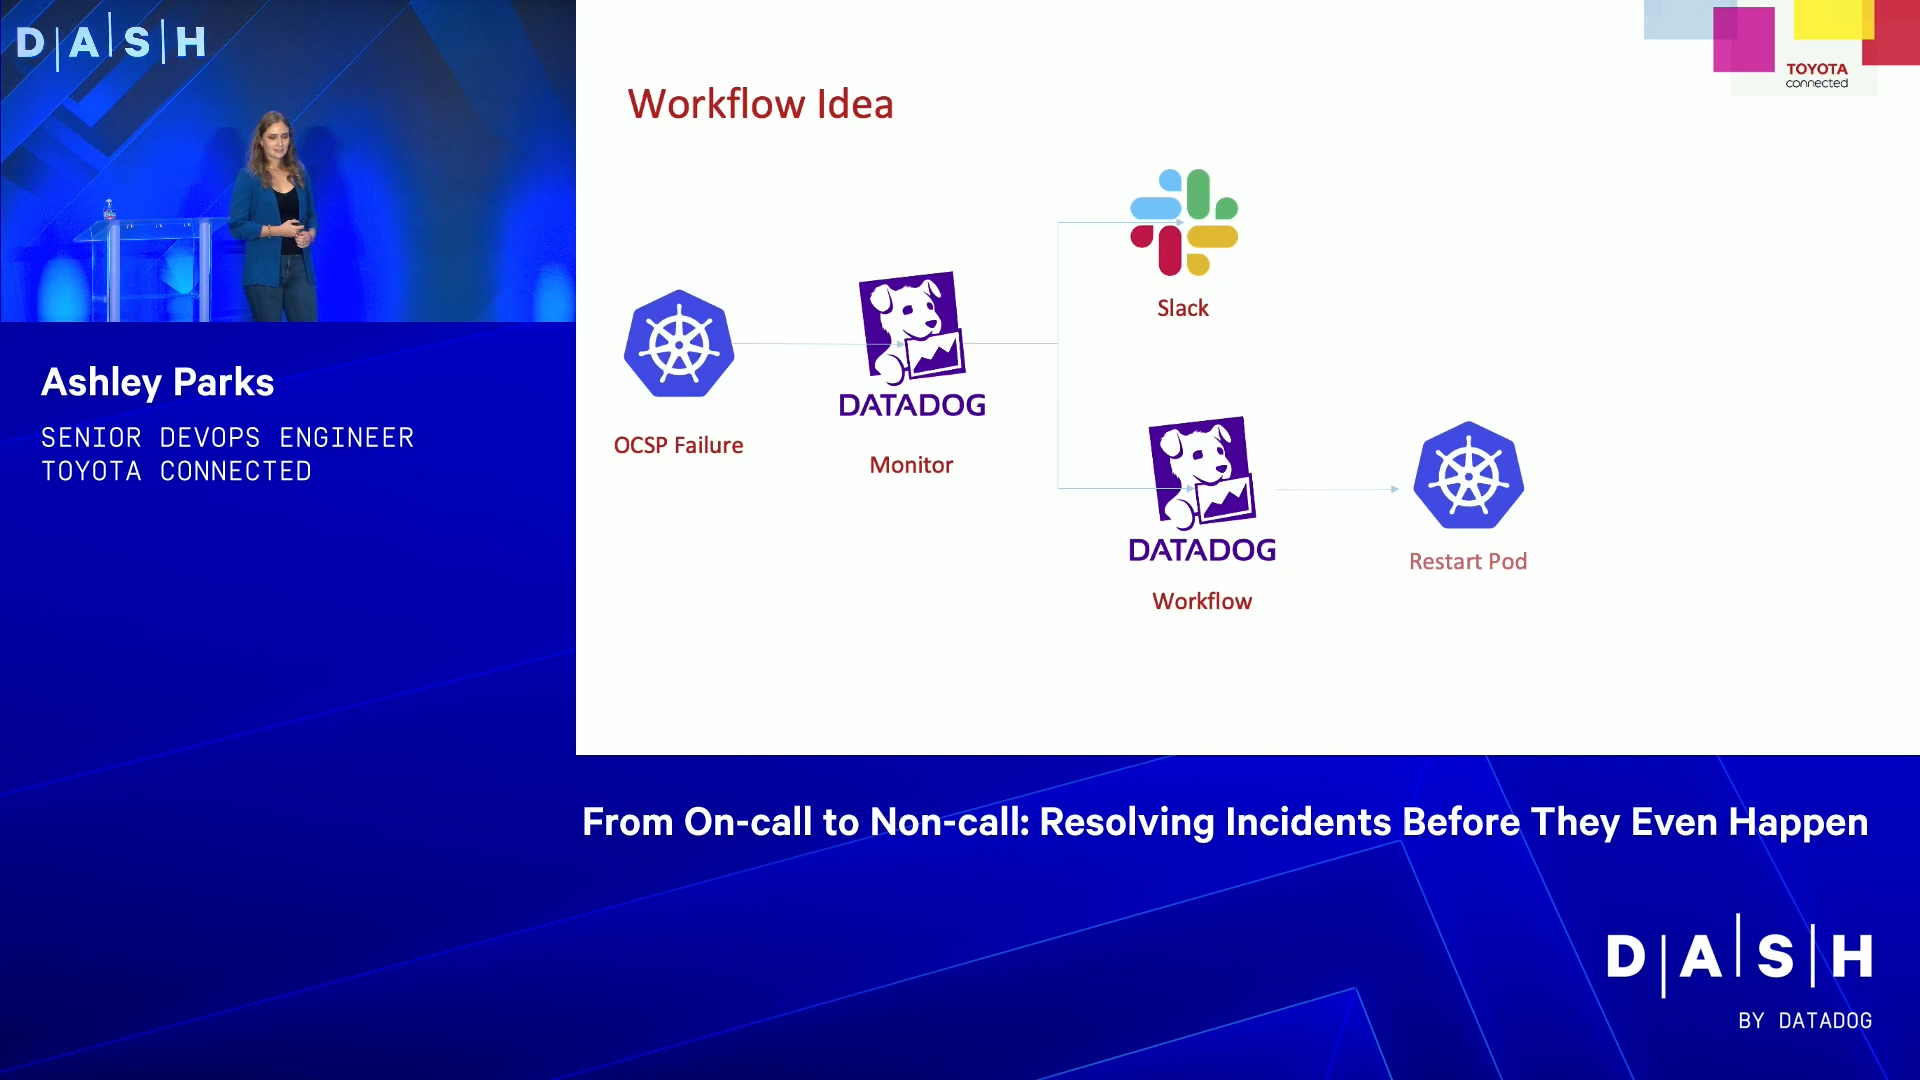 D|A|S|H
Workflow Idea
TOYOTA
connected
Slack
DATADOG
OCSP Failure
Monitor
DATADOG
Workflow
Restart Pod
Ashley Parks
SENIOR DEVOPS ENGINEER
TOYOTA CONNECTED
From On-call to Non-call: Resolving Incidents Before They Even Happen
D|A|S|H
BY DATADOG